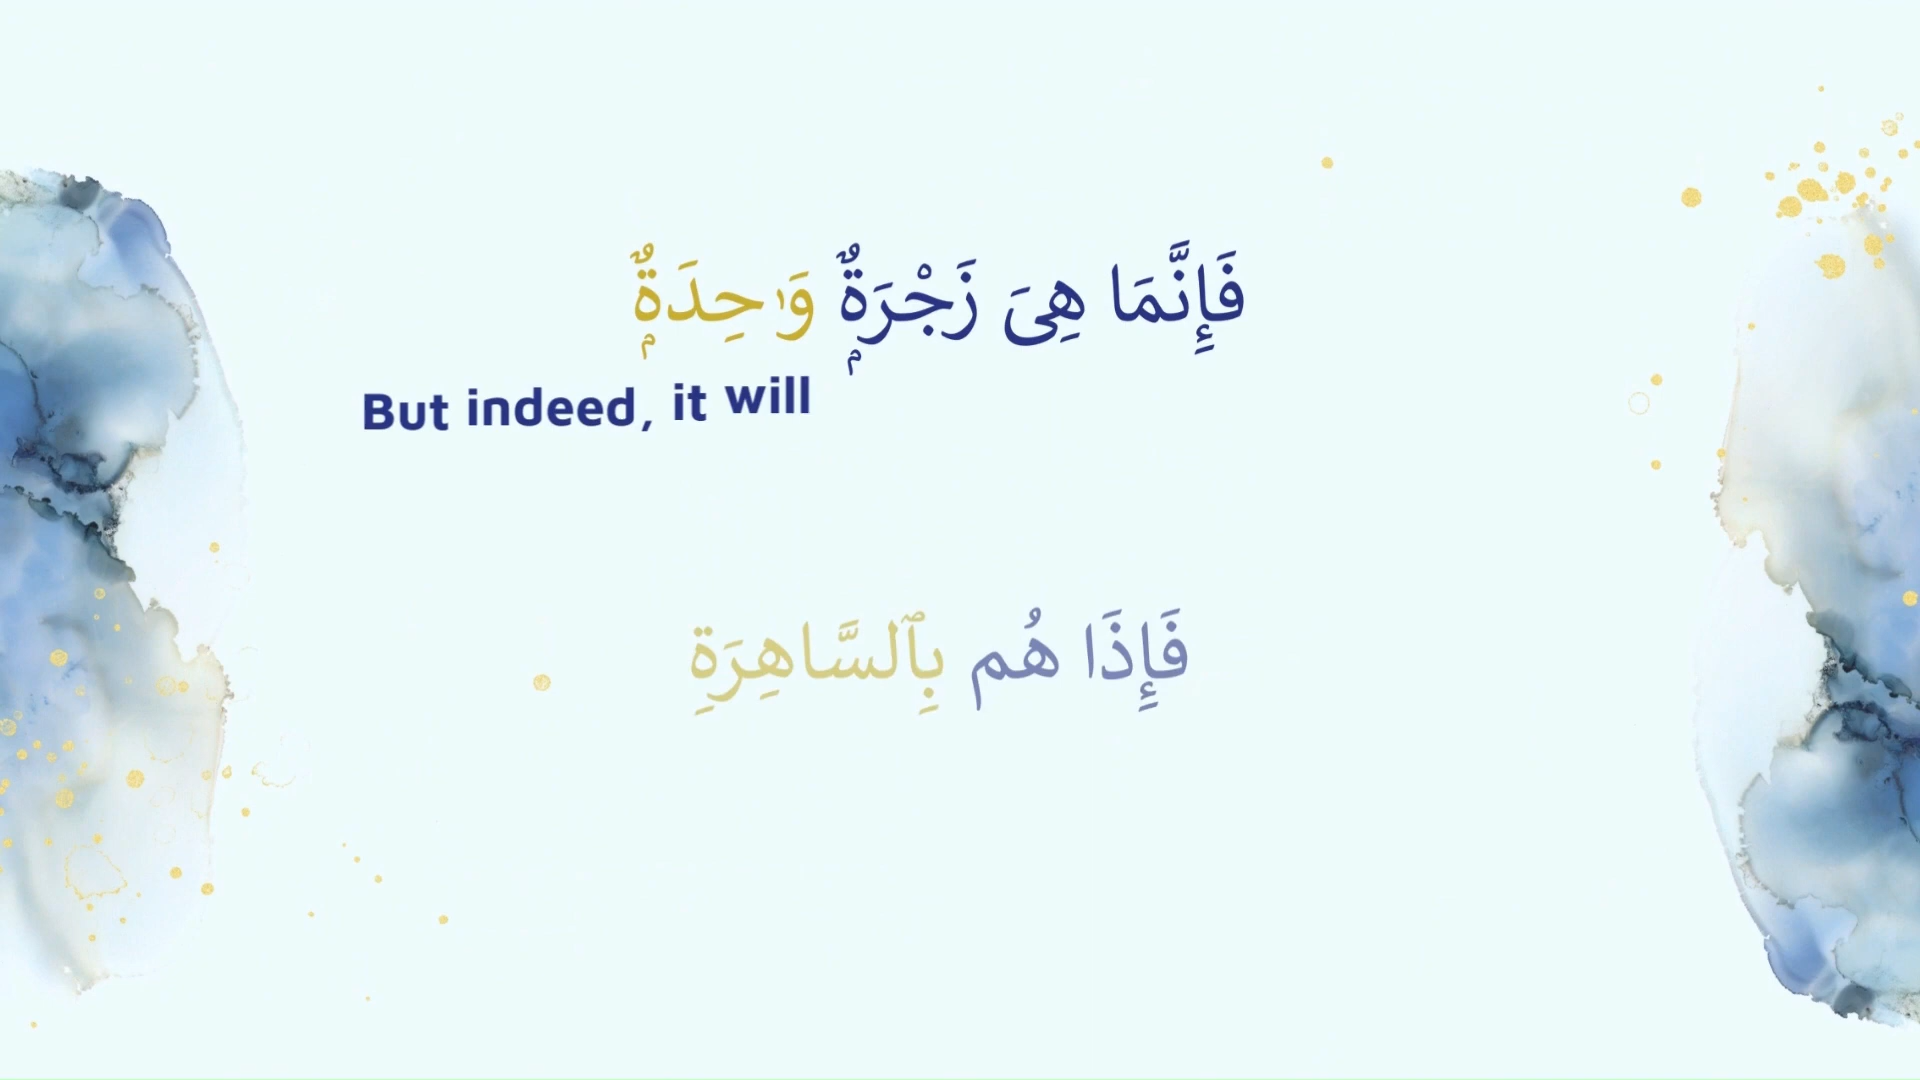 فَإِنَّمَا هِىَ زَجْرَةٌۭ وَٰحِدَةٌۭ
But indeed, it will
فَإِذَا هُم بِٱلسَّاهِرَةِ